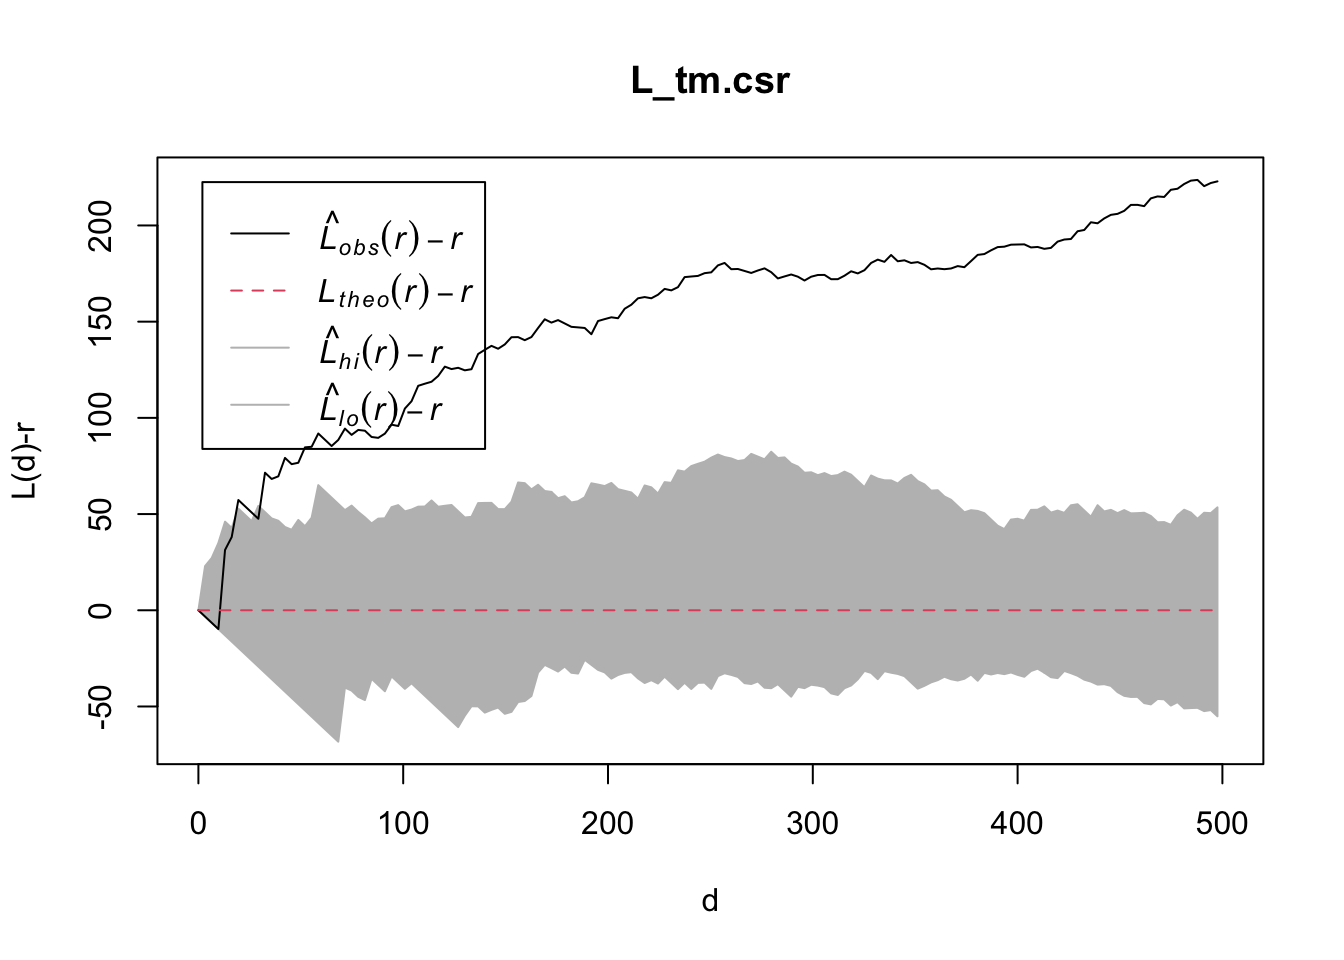 L_tm.csr
L̂obs(r) − r
Ltheo(r) − r
L̂hi(r) − r
L̂lo(r) − r
L(d)-r
200
150
100
50
0
-50
0 100 200 300 400 500
d